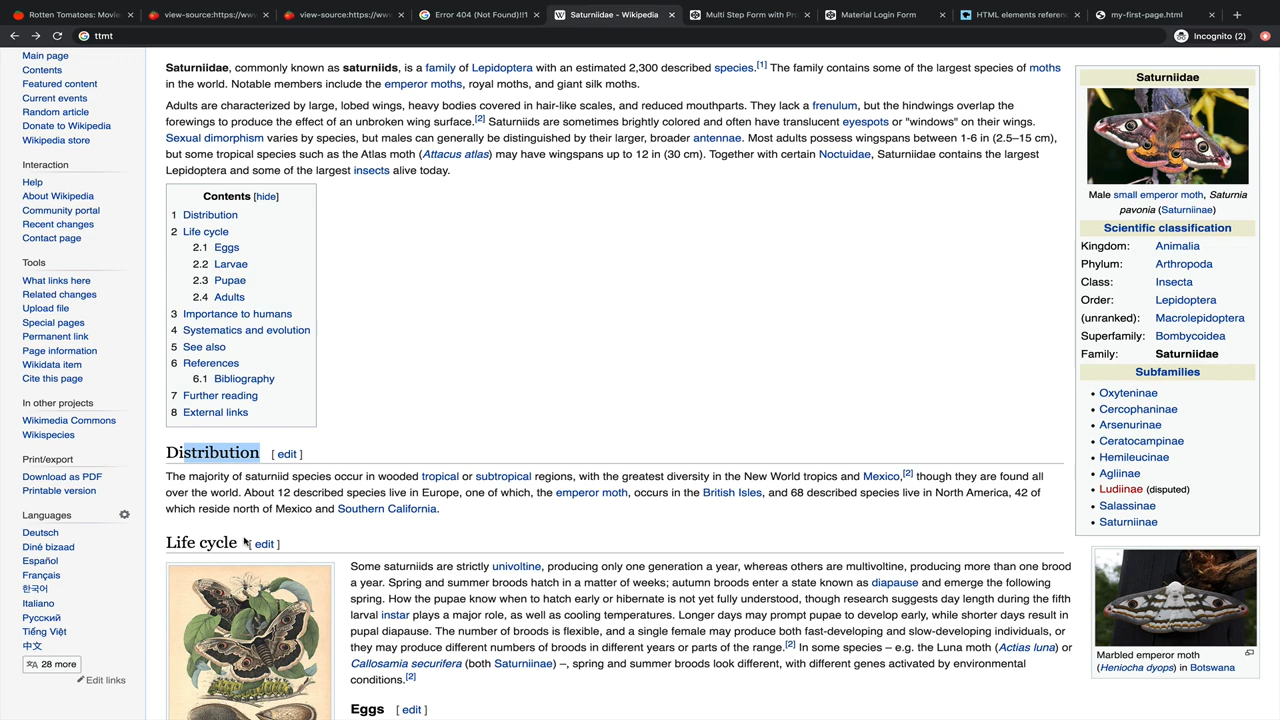 Rotten Tomatoes: Movies
view-source:https://www
view-source:https://www
Error 404 (Not Found)!!1
Saturniidae - Wikipedia
Multi Step Form with Pro
Material Login Form
HTML elements referenc
my-first-page.html
ttmt
Incognito (2)
Main page
Contents
Featured content
Current events
Random article
Donate to Wikipedia
Wikipedia store
Interaction
Help
About Wikipedia
Community portal
Recent changes
Contact page
Tools
What links here
Related changes
Upload file
Special pages
Permanent link
Page information
Wikidata item
Cite this page
In other projects
Wikimedia Commons
Wikispecies
Print/export
Download as PDF
Printable version
Languages
Deutsch
Diné bizaad
Español
Français
한국어
Italiano
Русский
Tiếng Việt
中文
28 more
Edit links
Saturniidae, commonly known as saturniids, is a family of Lepidoptera with an estimated 2,300 described species.[1] The family contains some of the largest species of moths
in the world. Notable members include the emperor moths, royal moths, and giant silk moths.
Adults are characterized by large, lobed wings, heavy bodies covered in hair-like scales, and reduced mouthparts. They lack a frenulum, but the hindwings overlap the
forewings to produce the effect of an unbroken wing surface.[2] Saturniids are sometimes brightly colored and often have translucent eyespots or "windows" on their wings.
Sexual dimorphism varies by species, but males can generally be distinguished by their larger, broader antennae. Most adults possess wingspans between 1-6 in (2.5–15 cm),
but some tropical species such as the Atlas moth (Attacus atlas) may have wingspans up to 12 in (30 cm). Together with certain Noctuidae, Saturniidae contains the largest
Lepidoptera and some of the largest insects alive today.
Contents [hide]
1 Distribution
2 Life cycle
2.1 Eggs
2.2 Larvae
2.3 Pupae
2.4 Adults
3 Importance to humans
4 Systematics and evolution
5 See also
6 References
6.1 Bibliography
7 Further reading
8 External links
Distribution [ edit ]
The majority of saturniid species occur in wooded tropical or subtropical regions, with the greatest diversity in the New World tropics and Mexico,[2] though they are found all
over the world. About 12 described species live in Europe, one of which, the emperor moth, occurs in the British Isles, and 68 described species live in North America, 42 of
which reside north of Mexico and Southern California.
Life cycle [ edit ]
Some saturniids are strictly univoltine, producing only one generation a year, whereas others are multivoltine, producing more than one brood
a year. Spring and summer broods hatch in a matter of weeks; autumn broods enter a state known as diapause and emerge the following
spring. How the pupae know when to hatch early or hibernate is not yet fully understood, though research suggests day length during the fifth
larval instar plays a major role, as well as cooling temperatures. Longer days may prompt pupae to develop early, while shorter days result in
pupal diapause. The number of broods is flexible, and a single female may produce both fast-developing and slow-developing individuals, or
they may produce different numbers of broods in different years or parts of the range.[2] In some species – e.g. the Luna moth (Actias luna) or
Callosamia securifera (both Saturniinae) –, spring and summer broods look different, with different genes activated by environmental
conditions.[2]
Eggs [ edit ]
Saturniidae
Male small emperor moth, Saturnia
pavonia (Saturniinae)
Scientific classification
Kingdom: Animalia
Phylum: Arthropoda
Class: Insecta
Order: Lepidoptera
(unranked): Macrolepidoptera
Superfamily: Bombycoidea
Family: Saturniidae
Subfamilies
Oxyteninae
Cercophaninae
Arsenurinae
Ceratocampinae
Hemileucinae
Agliinae
Ludiinae (disputed)
Salassinae
Saturniinae
Marbled emperor moth
(Heniocha dyops) in Botswana